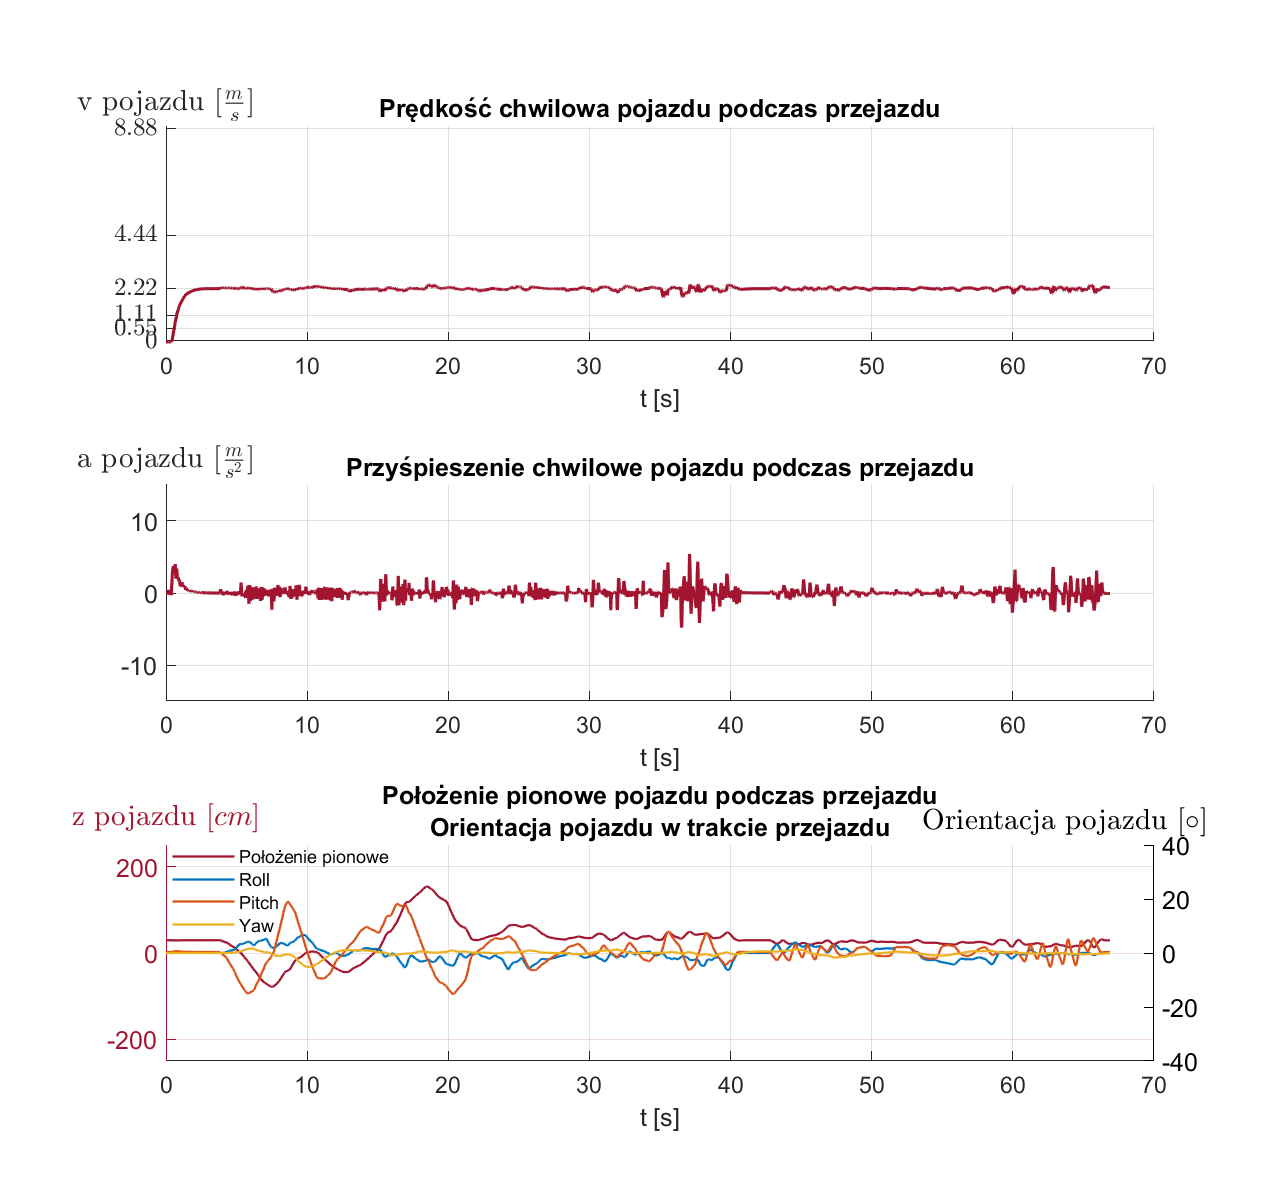 v pojazdu [m/s]
Prędkość chwilowa pojazdu podczas przejazdu
8.88
4.44
2.22
1.11
0.55
0
0 10 20 30 40 50 60 70
t [s]
a pojazdu [m/s²]
Przyśpieszenie chwilowe pojazdu podczas przejazdu
10
0
-10
0 10 20 30 40 50 60 70
t [s]
Położenie pionowe pojazdu podczas przejazdu
Orientacja pojazdu w trakcie przejazdu
z pojazdu [cm]
Orientacja pojazdu [∘]
Położenie pionowe
Roll
Pitch
Yaw
200
0
-200
40
20
0
-20
-40
0 10 20 30 40 50 60 70
t [s]